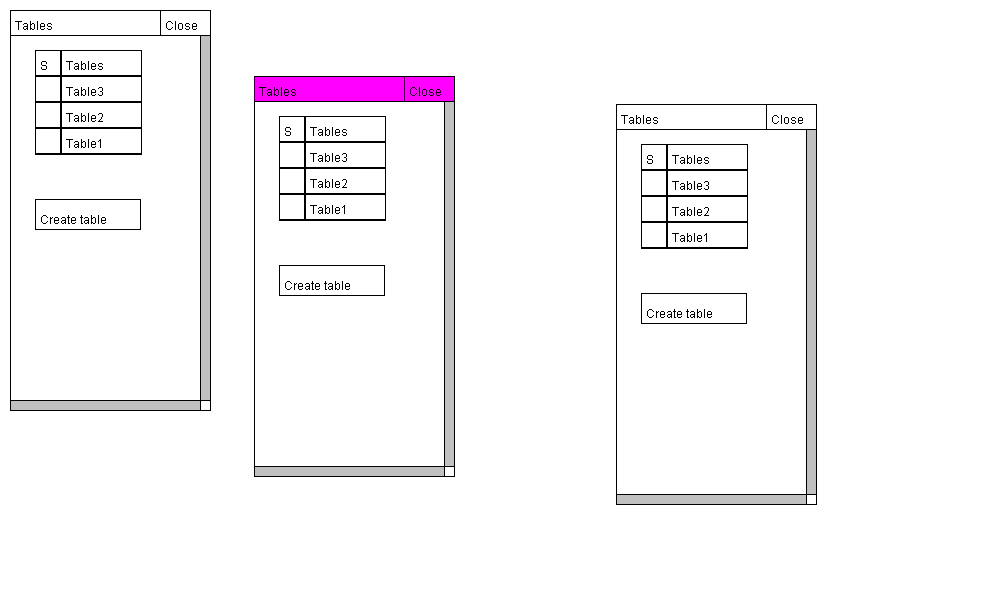 Tables Close
S Tables
Table3
Table2
Table1
Create table
Tables Close
S Tables
Table3
Table2
Table1
Create table
Tables Close
S Tables
Table3
Table2
Table1
Create table